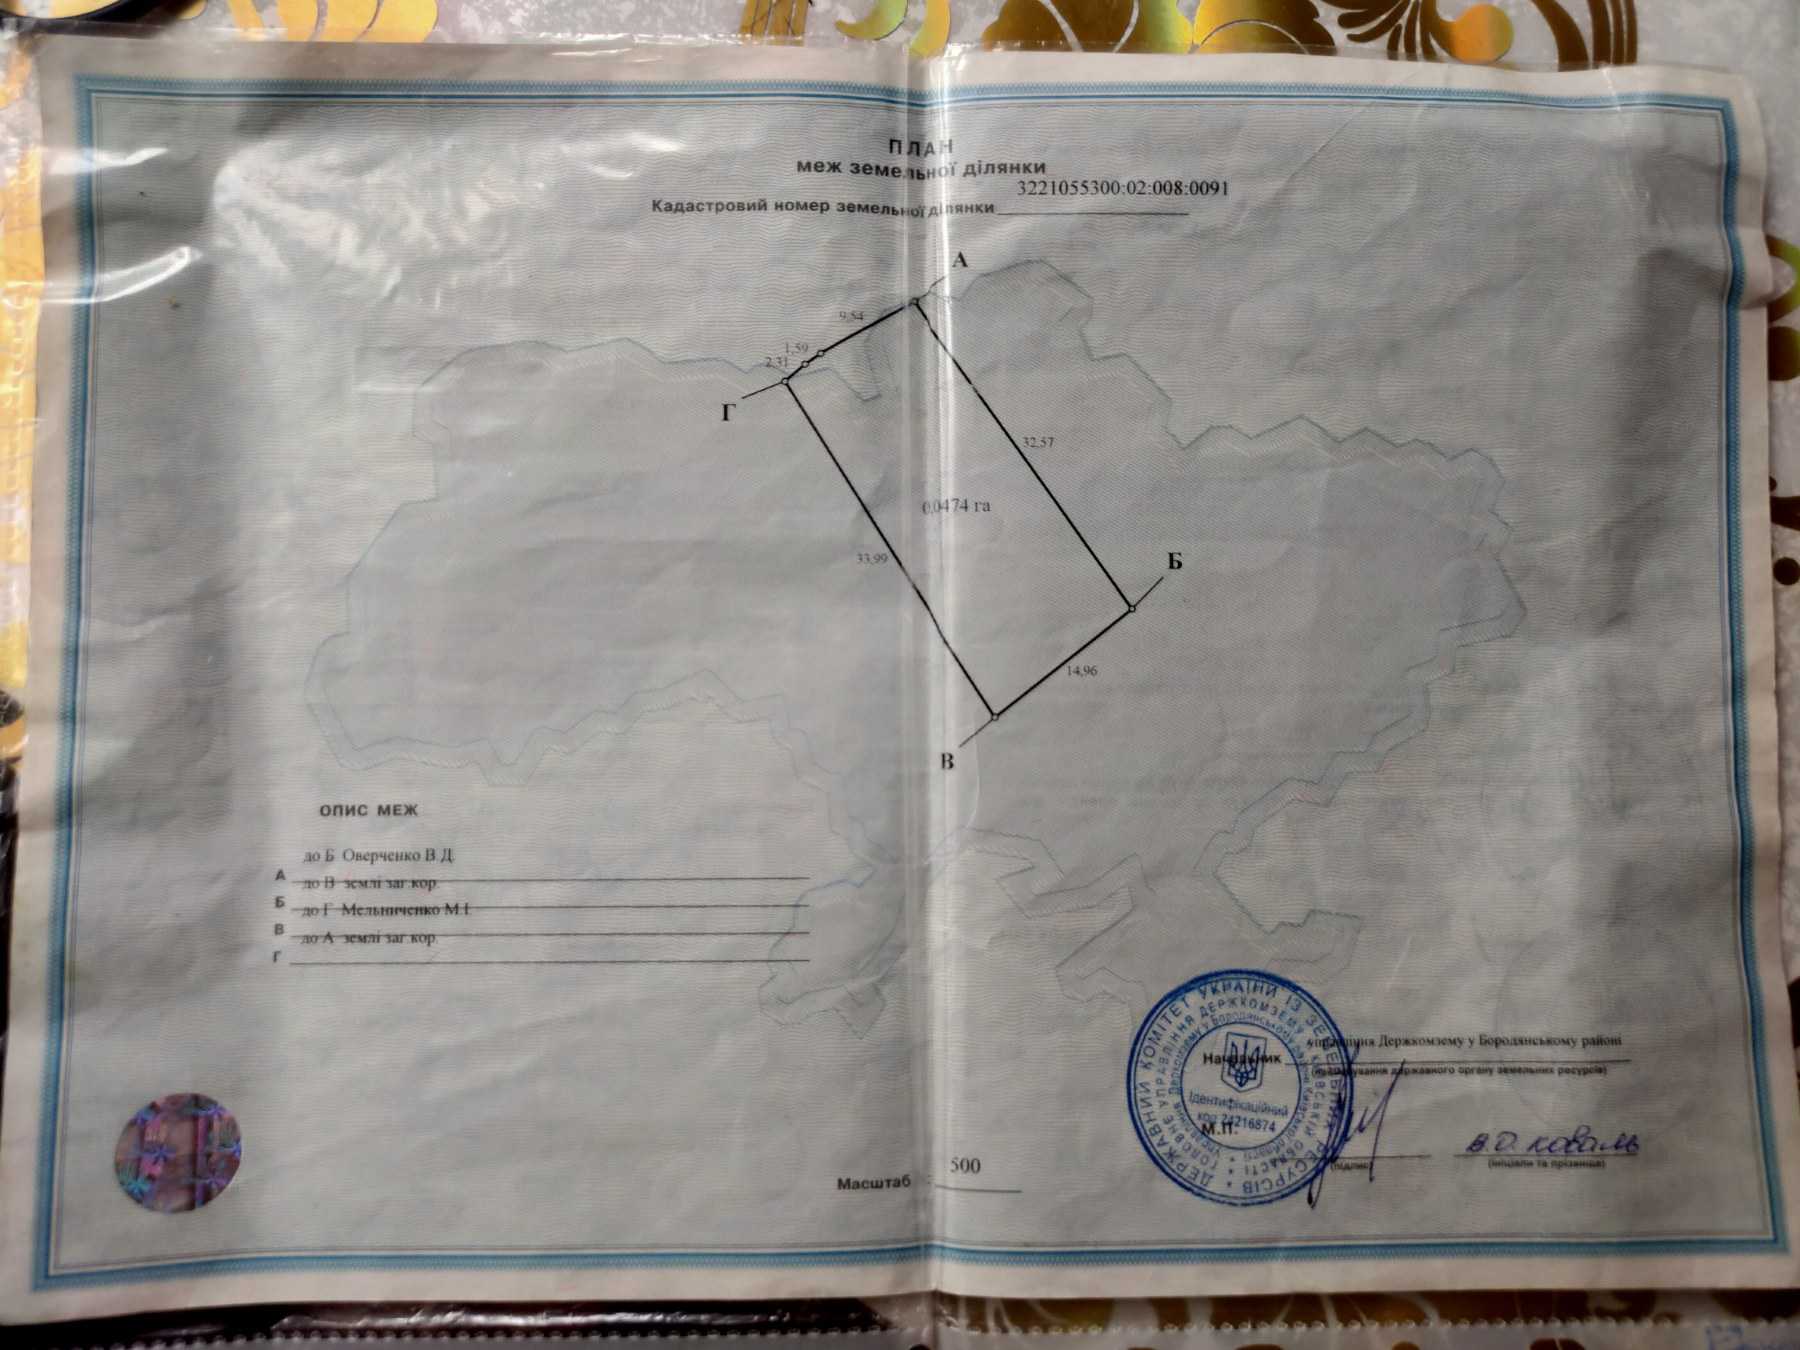 ПЛАН
меж земельної ділянки
3221055300:02:008:0091
Кадастровий номер земельної ділянки
А
9,54
1,59
2,31
Г
32,57
0,0474 га
33,99
Б
14,96
В
ОПИС МЕЖ
до Б Оверченко В.Д.
А
до В землі заг.кор.
Б
до Г Мельниченко М.І.
В
до А землі заг.кор.
Г
управління Держкомзему у Бородянському районі
Начальник
(найменування державного органу земельних ресурсів)
ДЕРЖАВНИЙ КОМІТЕТ УКРАЇНИ ІЗ ЗЕМЕЛЬНИХ РЕСУРСІВ
ГОЛОВНЕ УПРАВЛІННЯ ДЕРЖКОМЗЕМУ У КИЇВСЬКІЙ ОБЛАСТІ
Управління Держкомзему у Бородянському районі Київської області
Ідентифікаційний
код 24216874
М.П.
В.О. Коваль
(підпис)
(ініціали та прізвище)
Масштаб
500